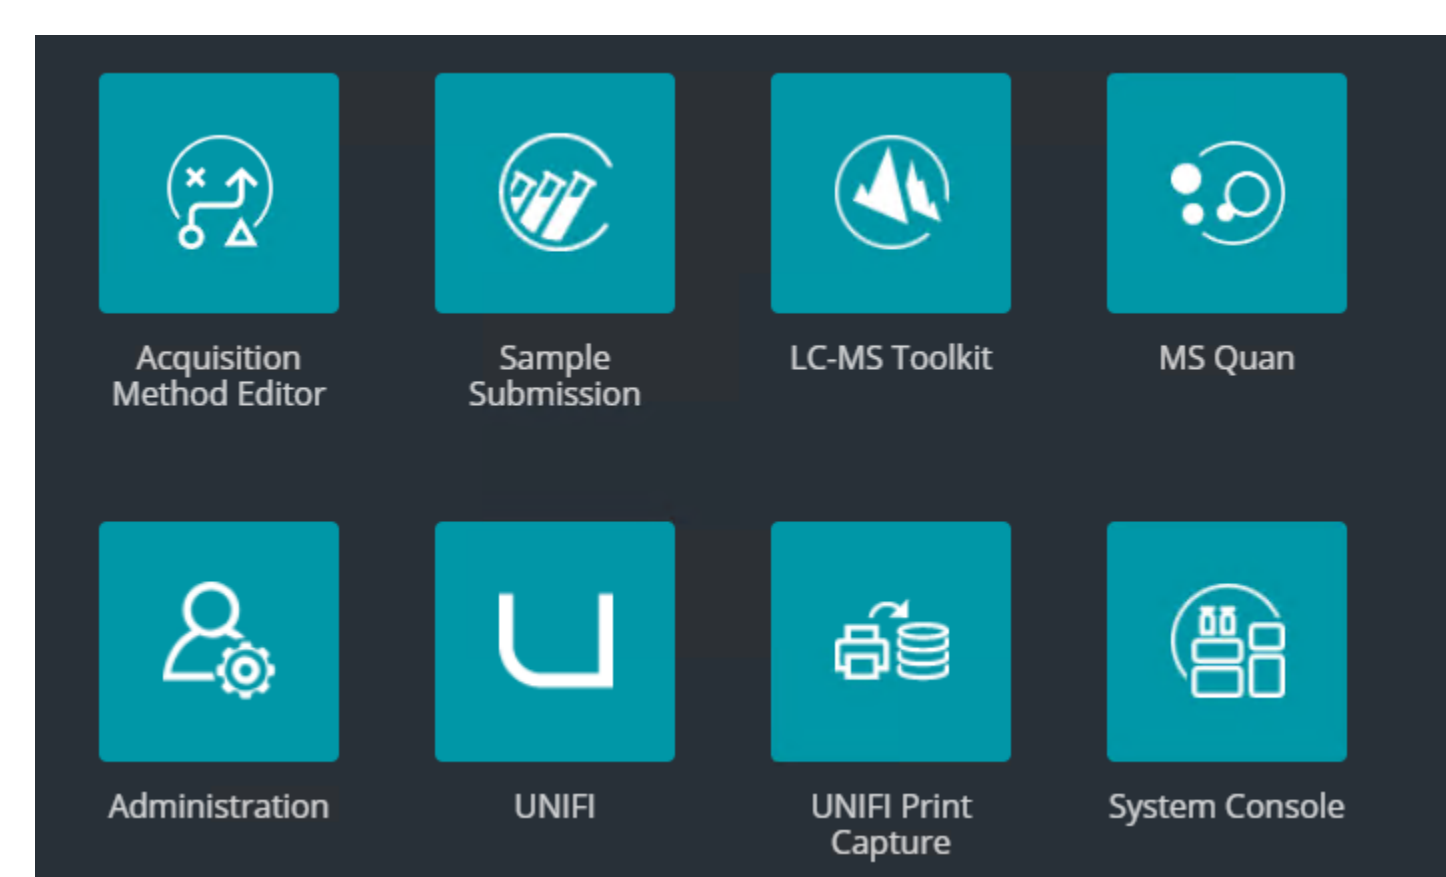 Acquisition
Method Editor
Sample
Submission
LC-MS Toolkit
MS Quan
Administration
UNIFI
UNIFI Print
Capture
System Console